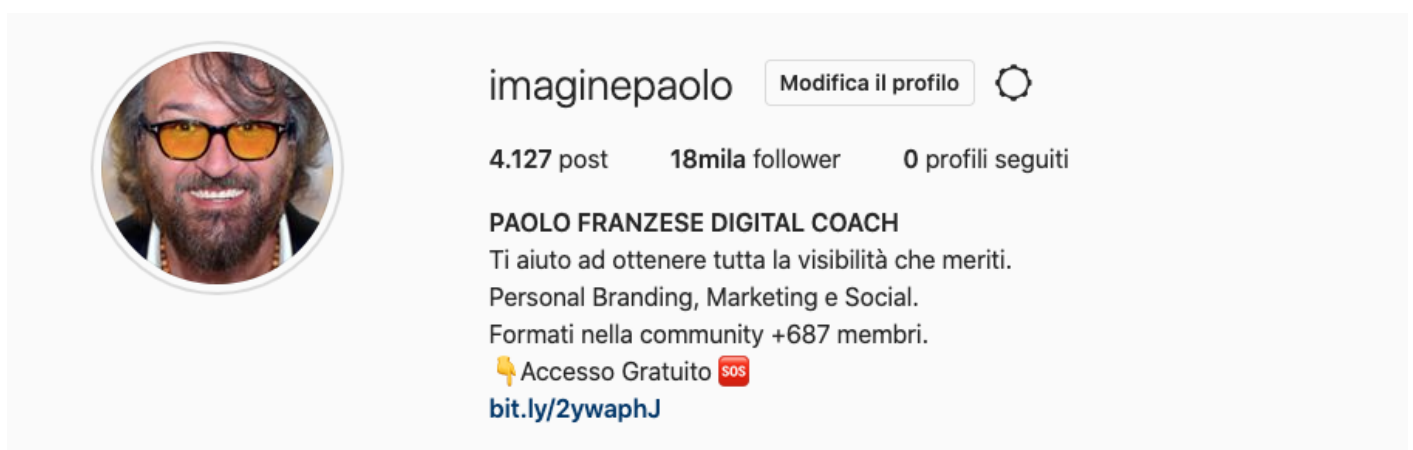 imaginepaolo Modifica il profilo
4.127 post 18mila follower 0 profili seguiti
PAOLO FRANZESE DIGITAL COACH
Ti aiuto ad ottenere tutta la visibilità che meriti.
Personal Branding, Marketing e Social.
Formati nella community +687 membri.
👇Accesso Gratuito 🆘
bit.ly/2ywaphJ